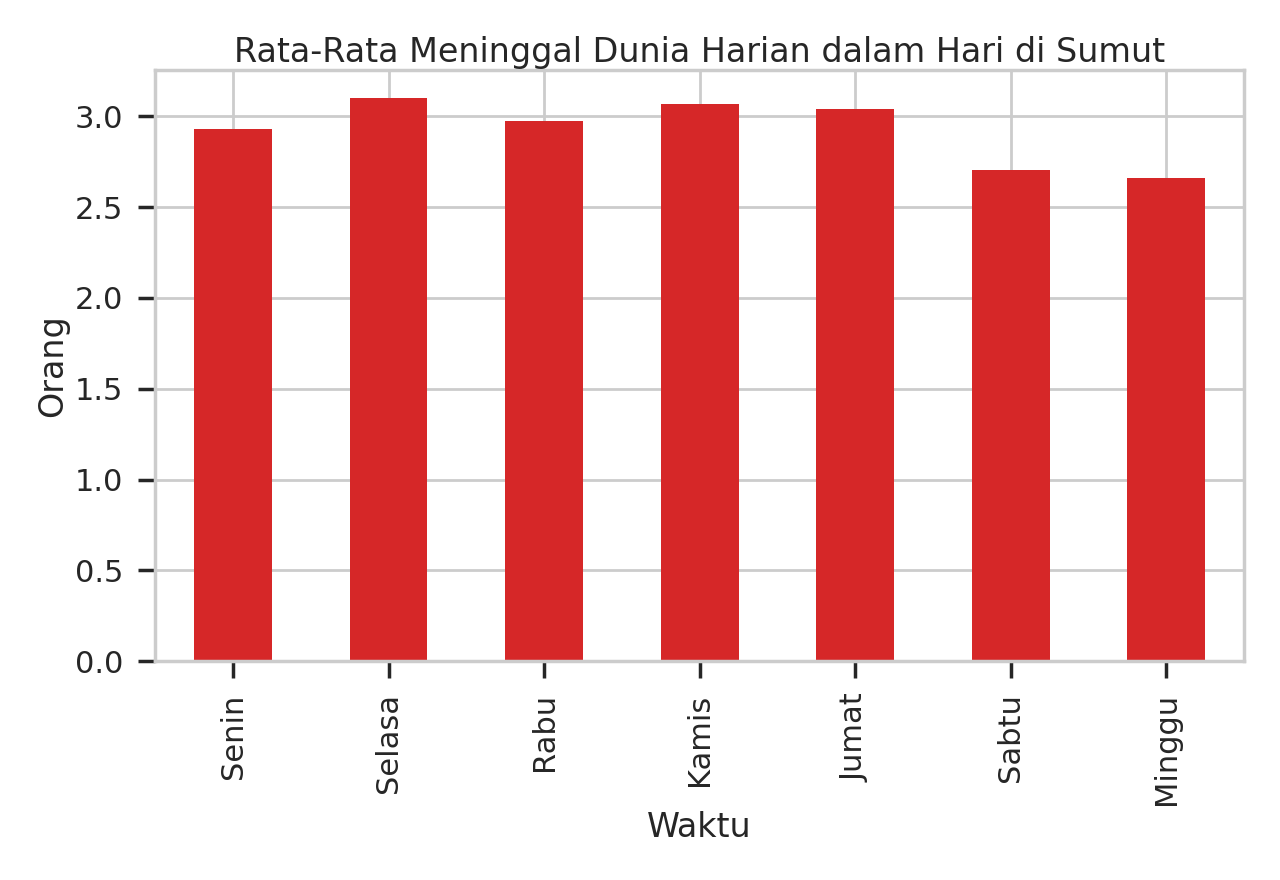 Rata-Rata Meninggal Dunia Harian dalam Hari di Sumut
Orang
3.0
2.5
2.0
1.5
1.0
0.5
0.0
Senin
Selasa
Rabu
Kamis
Jumat
Sabtu
Minggu
Waktu